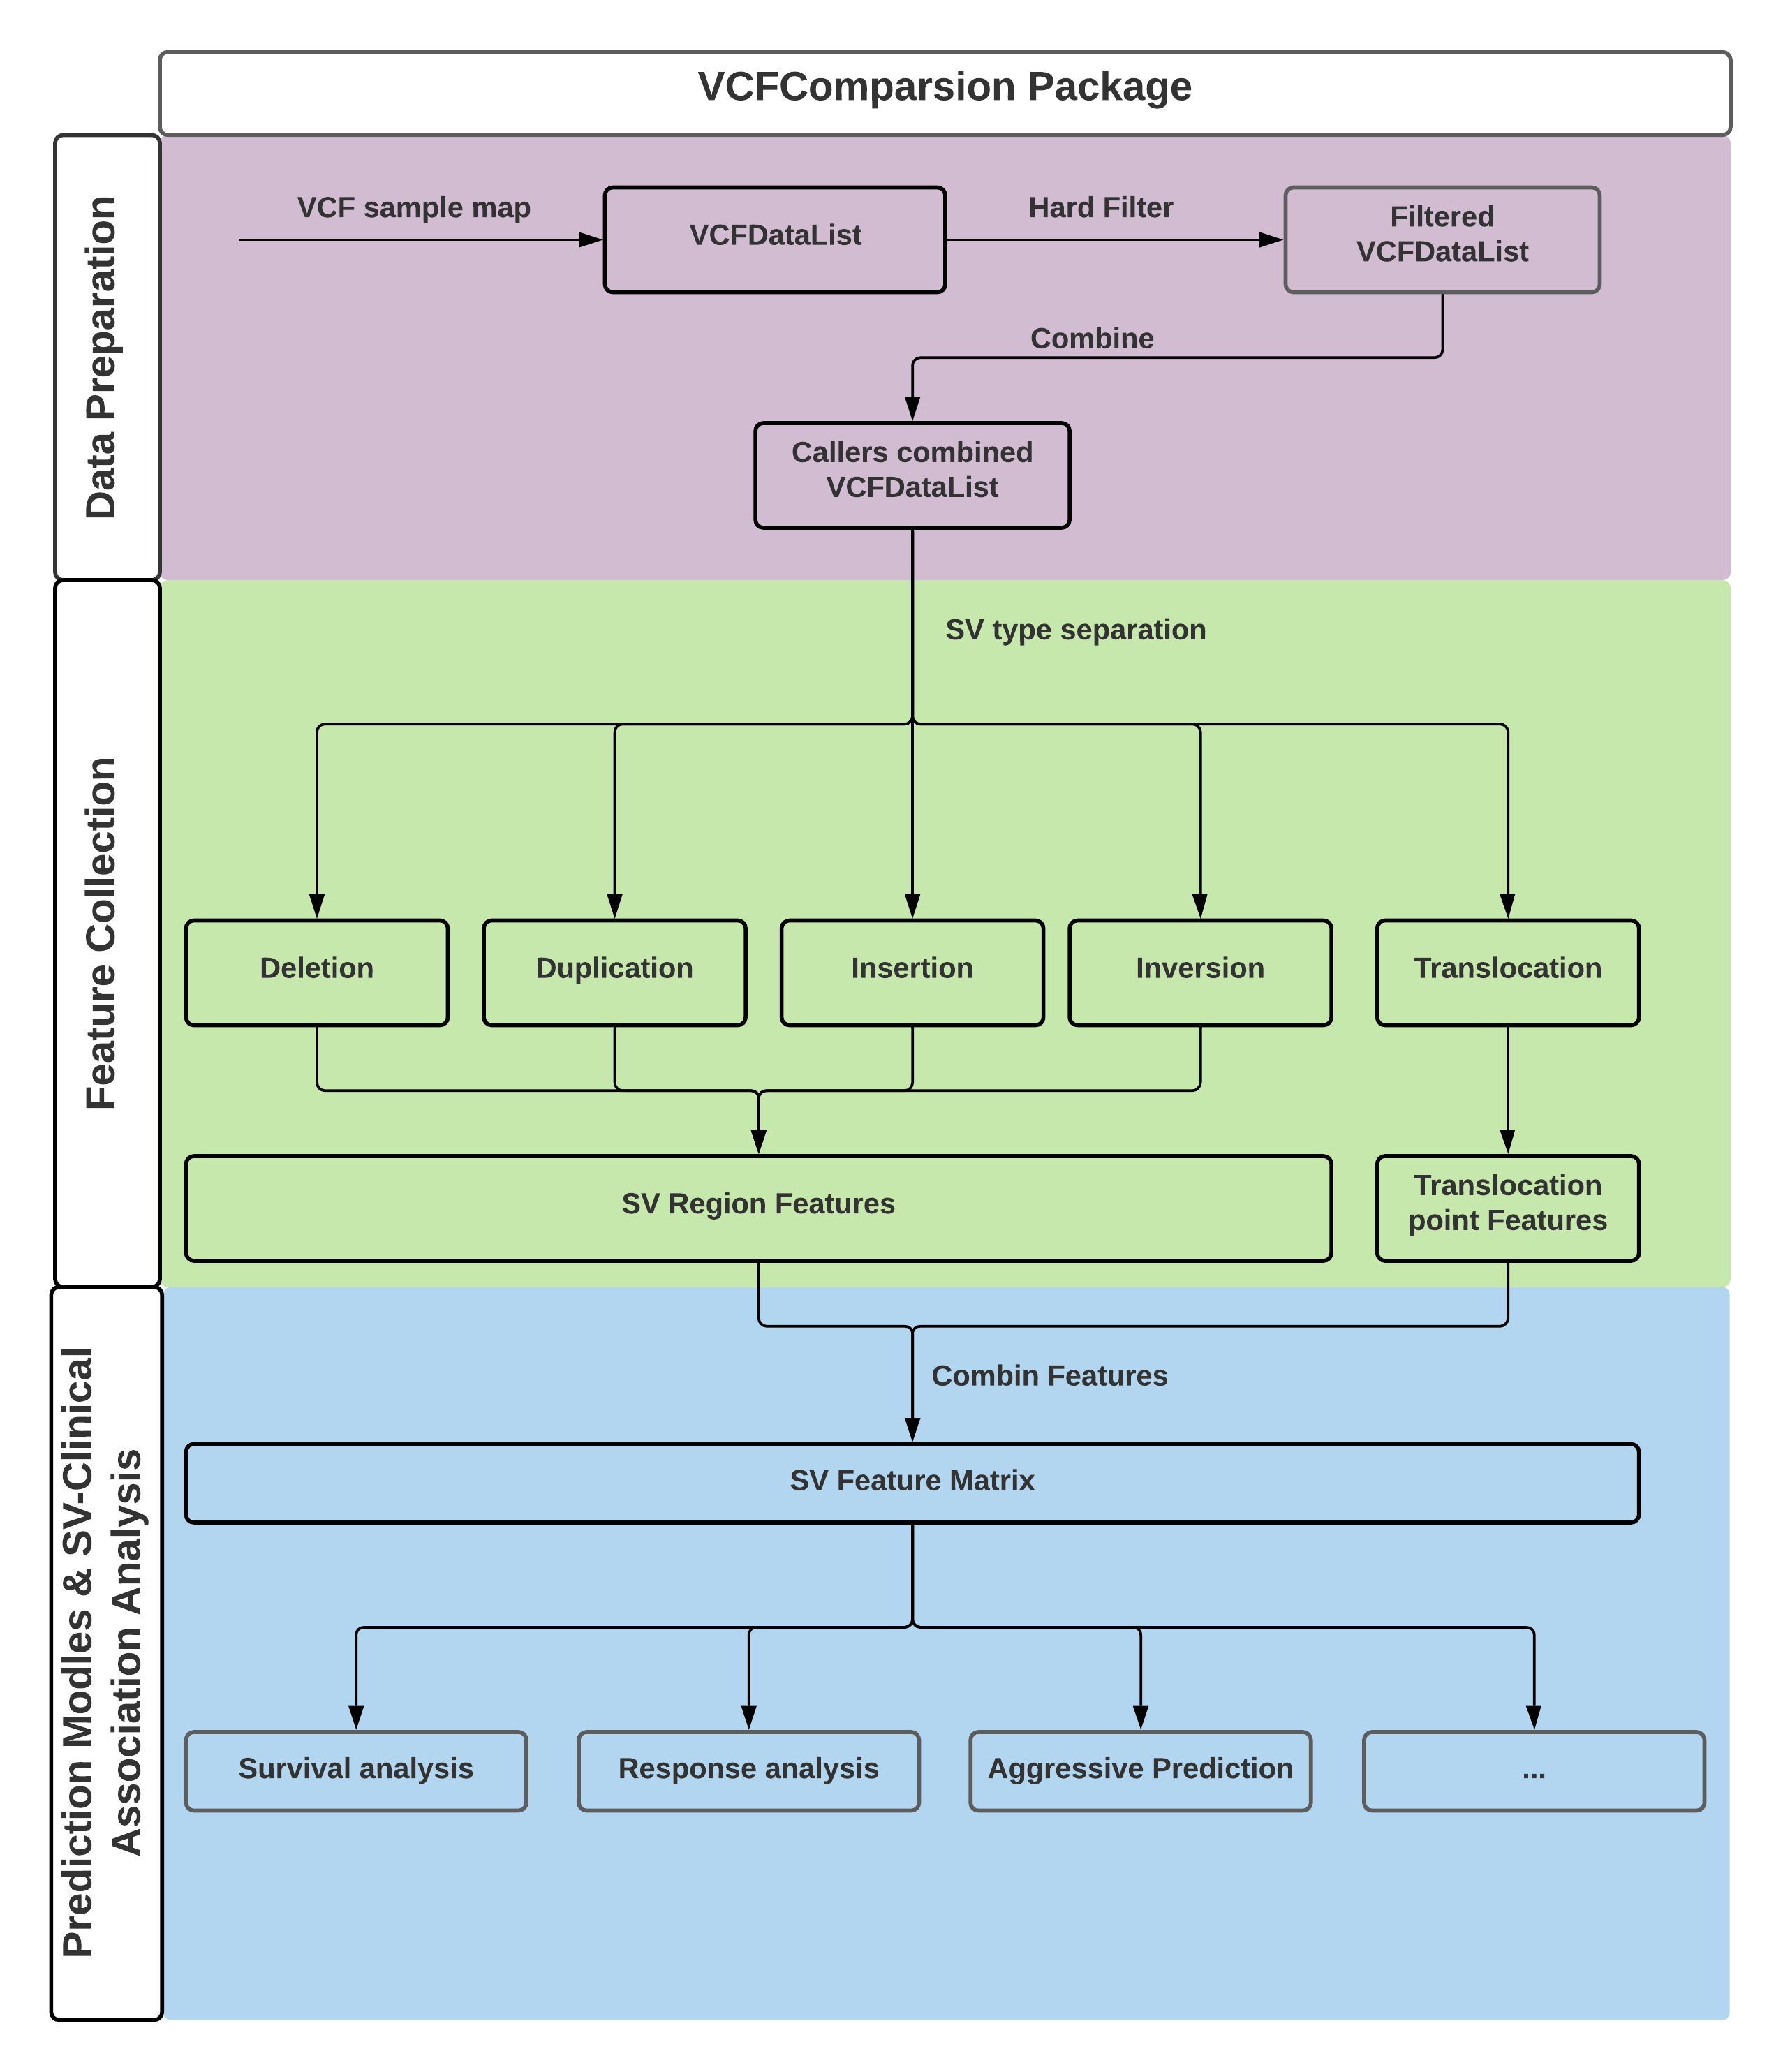 VCFComparsion Package
Data Preparation
VCF sample map
VCFDataList
Hard Filter
Filtered
VCFDataList
Combine
Callers combined
VCFDataList
Feature Collection
SV type separation
Deletion
Duplication
Insertion
Inversion
Translocation
SV Region Features
Translocation
point Features
Prediction Modles & SV-Clinical
Association Analysis
Combin Features
SV Feature Matrix
Survival analysis
Response analysis
Aggressive Prediction
...